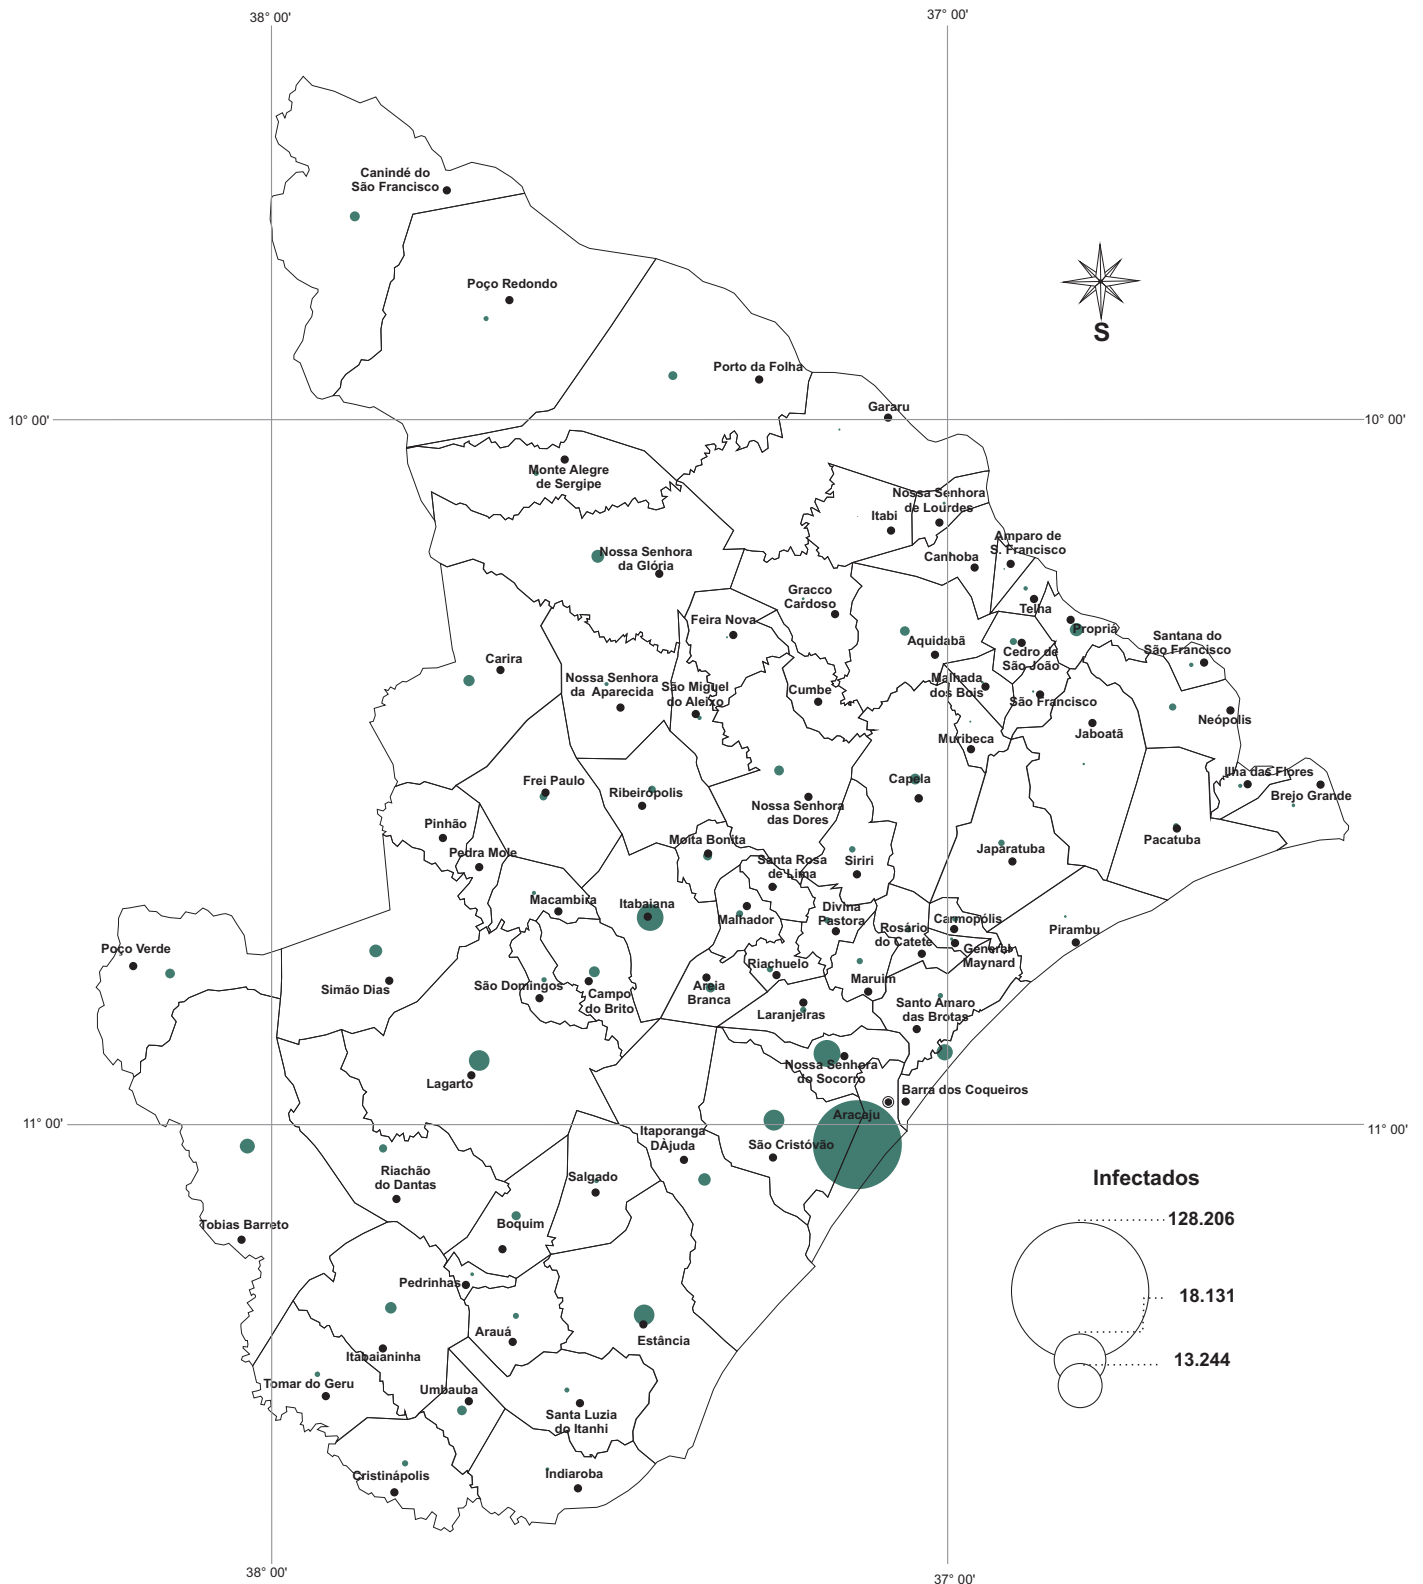 38° 00'
37° 00'
Canindé do
São Francisco
Poço Redondo
S
Porto da Folha
Gararu
10° 00'
10° 00'
Monte Alegre
de Sergipe
Nossa Senhora
de Lourdes
Itabi
Amparo de
S. Francisco
Nossa Senhora
da Glória
Canhoba
Gracco
Cardoso
Telha
Feira Nova
Propriá
Aquidabã
Santana do
São Francisco
Cedro de
São João
Carira
Nossa Senhora
da Aparecida
São Miguel
do Aleixo
Cumbe
Malhada
dos Bois
São Francisco
Neópolis
Jaboatã
Muribeca
Frei Paulo
Ribeirópolis
Capela
Ilha das Flores
Brejo Grande
Nossa Senhora
das Dores
Pinhão
Moita Bonita
Pacatuba
Pedra Mole
Santa Rosa
de Lima
Siriri
Japaratuba
Macambira
Itabaiana
Malhador
Divina
Pastora
Rosário
do Catete
Carmopólis
Pirambu
General
Maynard
Poço Verde
Simão Dias
São Domingos
Campo
do Brito
Areia
Branca
Riachuelo
Maruim
Laranjeiras
Santo Amaro
das Brotas
Lagarto
Nossa Senhora
do Socorro
Barra dos Coqueiros
Aracaju
11° 00'
11° 00'
Itaporanga
DÀjuda
São Cristóvão
Riachão
do Dantas
Salgado
Infectados
Tobias Barreto
Boquim
128.206
Pedrinhas
18.131
Arauá
Estância
Itabaianinha
13.244
Tomar do Geru
Umbauba
Santa Luzia
do Itanhi
Cristinápolis
Indiaroba
38° 00'
37° 00'